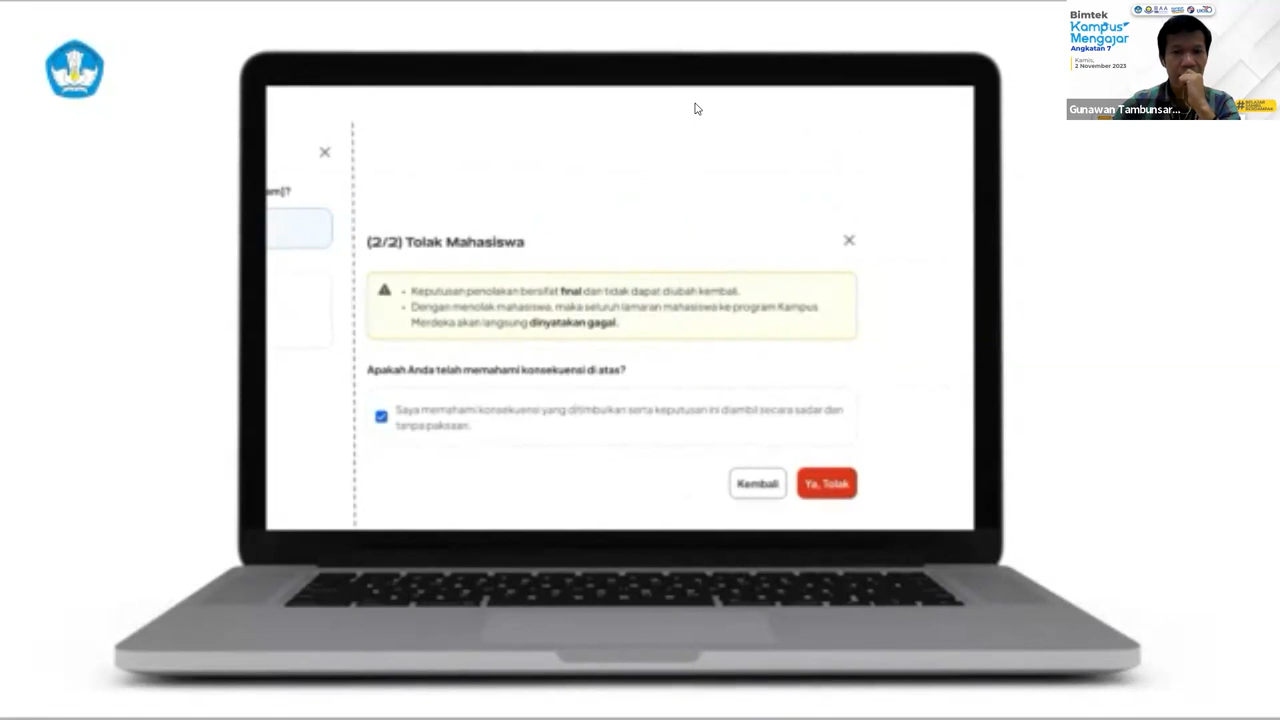 Bimtek
Kampus
Mengajar
Angkatan 7
Kamis,
2 November 2023
Gunawan Tambunsar...
#BELAJAR
am]?
(2/2) Tolak Mahasiswa
• Keputusan penolakan bersifat final dan tidak dapat diubah kembali.
• Dengan menolak mahasiswa, maka seluruh lamaran mahasiswa ke program Kampus
Merdeka akan langsung dinyatakan gagal.
Apakah Anda telah memahami konsekuensi di atas?
Saya memahami konsekuensi yang ditimbulkan serta keputusan ini diambil secara sadar dan
tanpa paksaan.
Kembali
Ya, Tolak